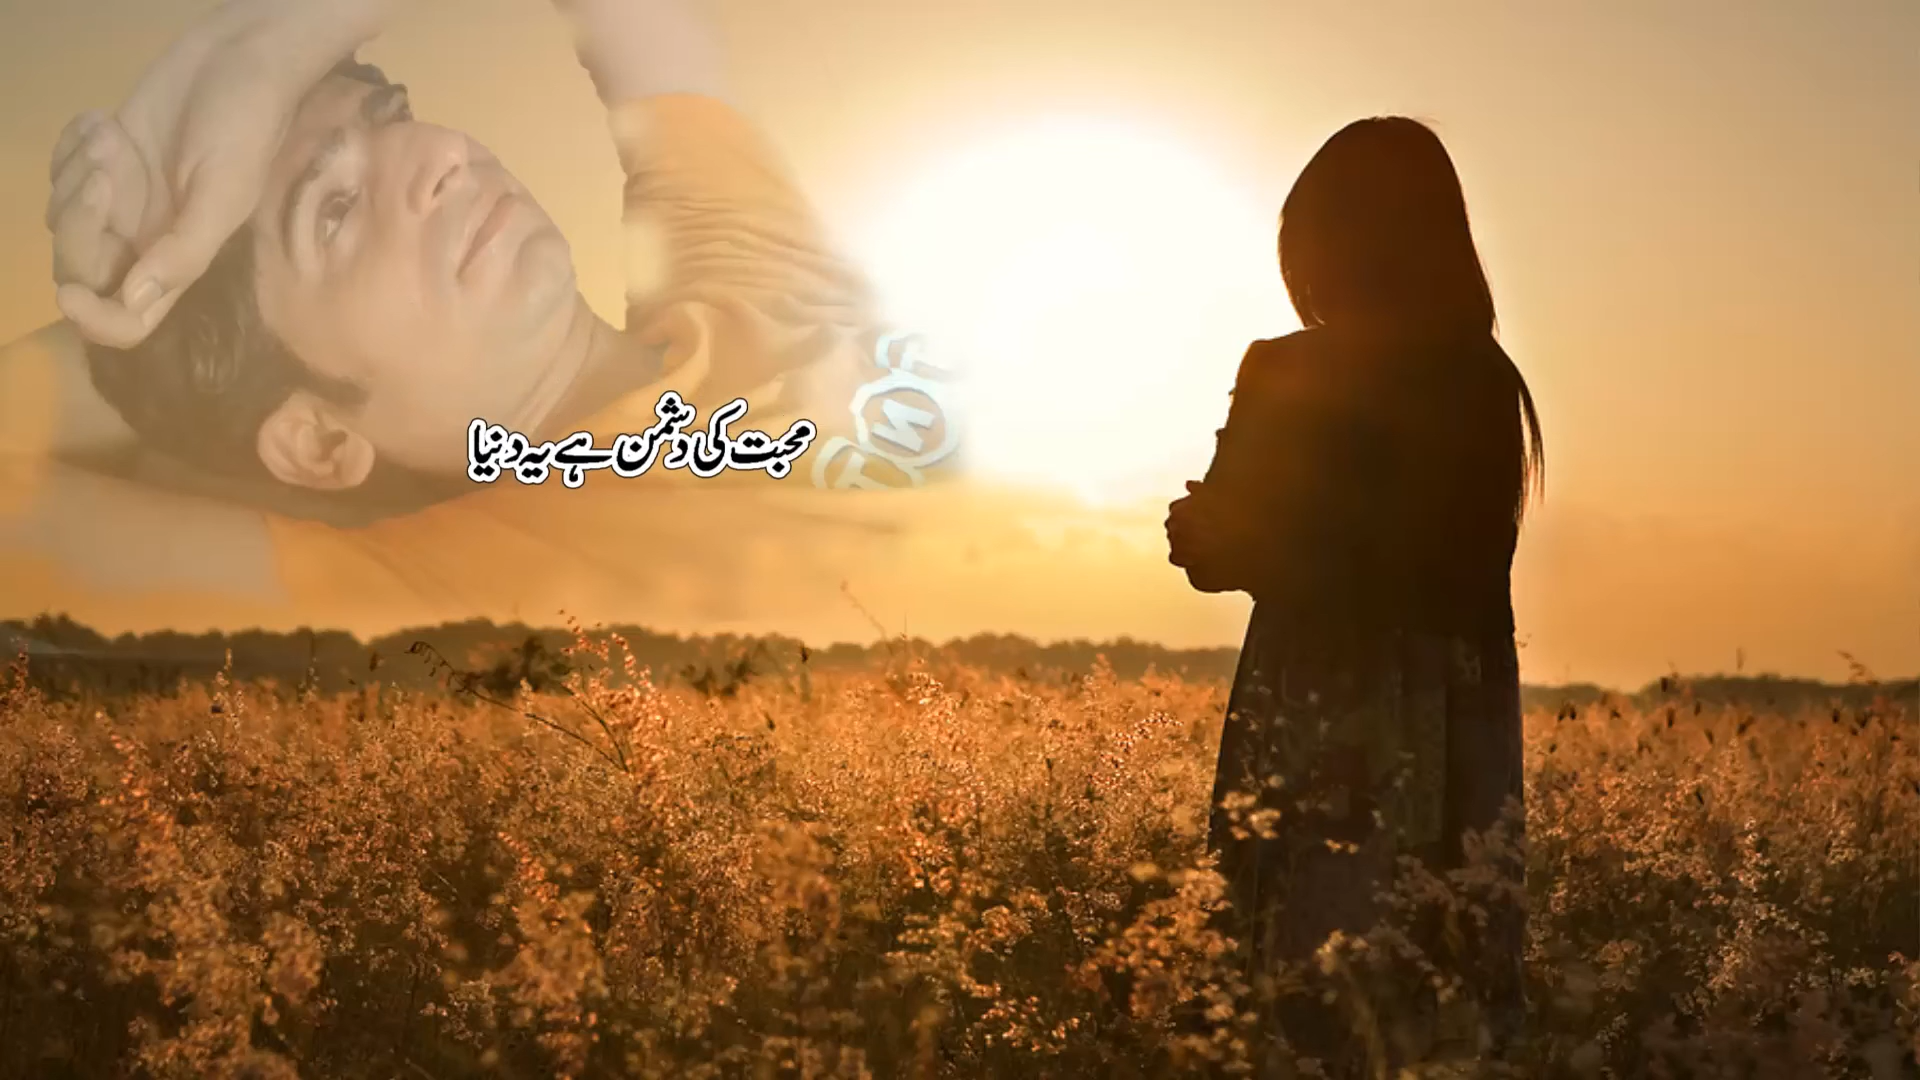 محبت کی دشمن ہے یہ دنیا